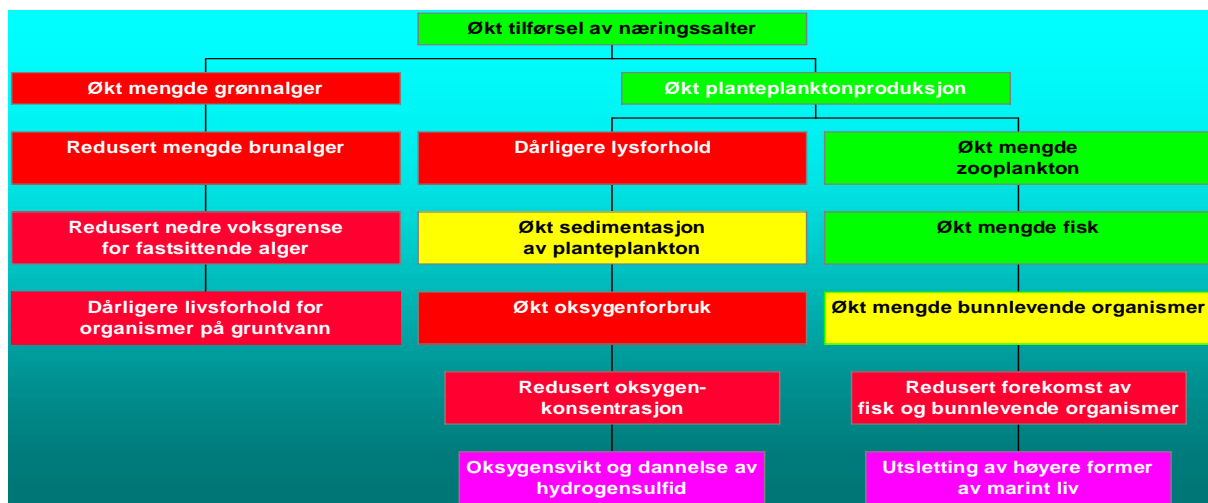 Økt tilførsel av næringssalter
Økt mengde grønnalger
Økt planteplanktonproduksjon
Redusert mengde brunalger
Dårligere lysforhold
Økt mengde
zooplankton
Redusert nedre voksgrense
for fastsittende alger
Økt sedimentasjon
av planteplankton
Økt mengde fisk
Dårligere livsforhold for
organismer på gruntvann
Økt oksygenforbruk
Økt mengde bunnlevende organismer
Redusert oksygen-
konsentrasjon
Redusert forekomst av
fisk og bunnlevende organismer
Oksygensvikt og dannelse av
hydrogensulfid
Utsletting av høyere former
av marint liv